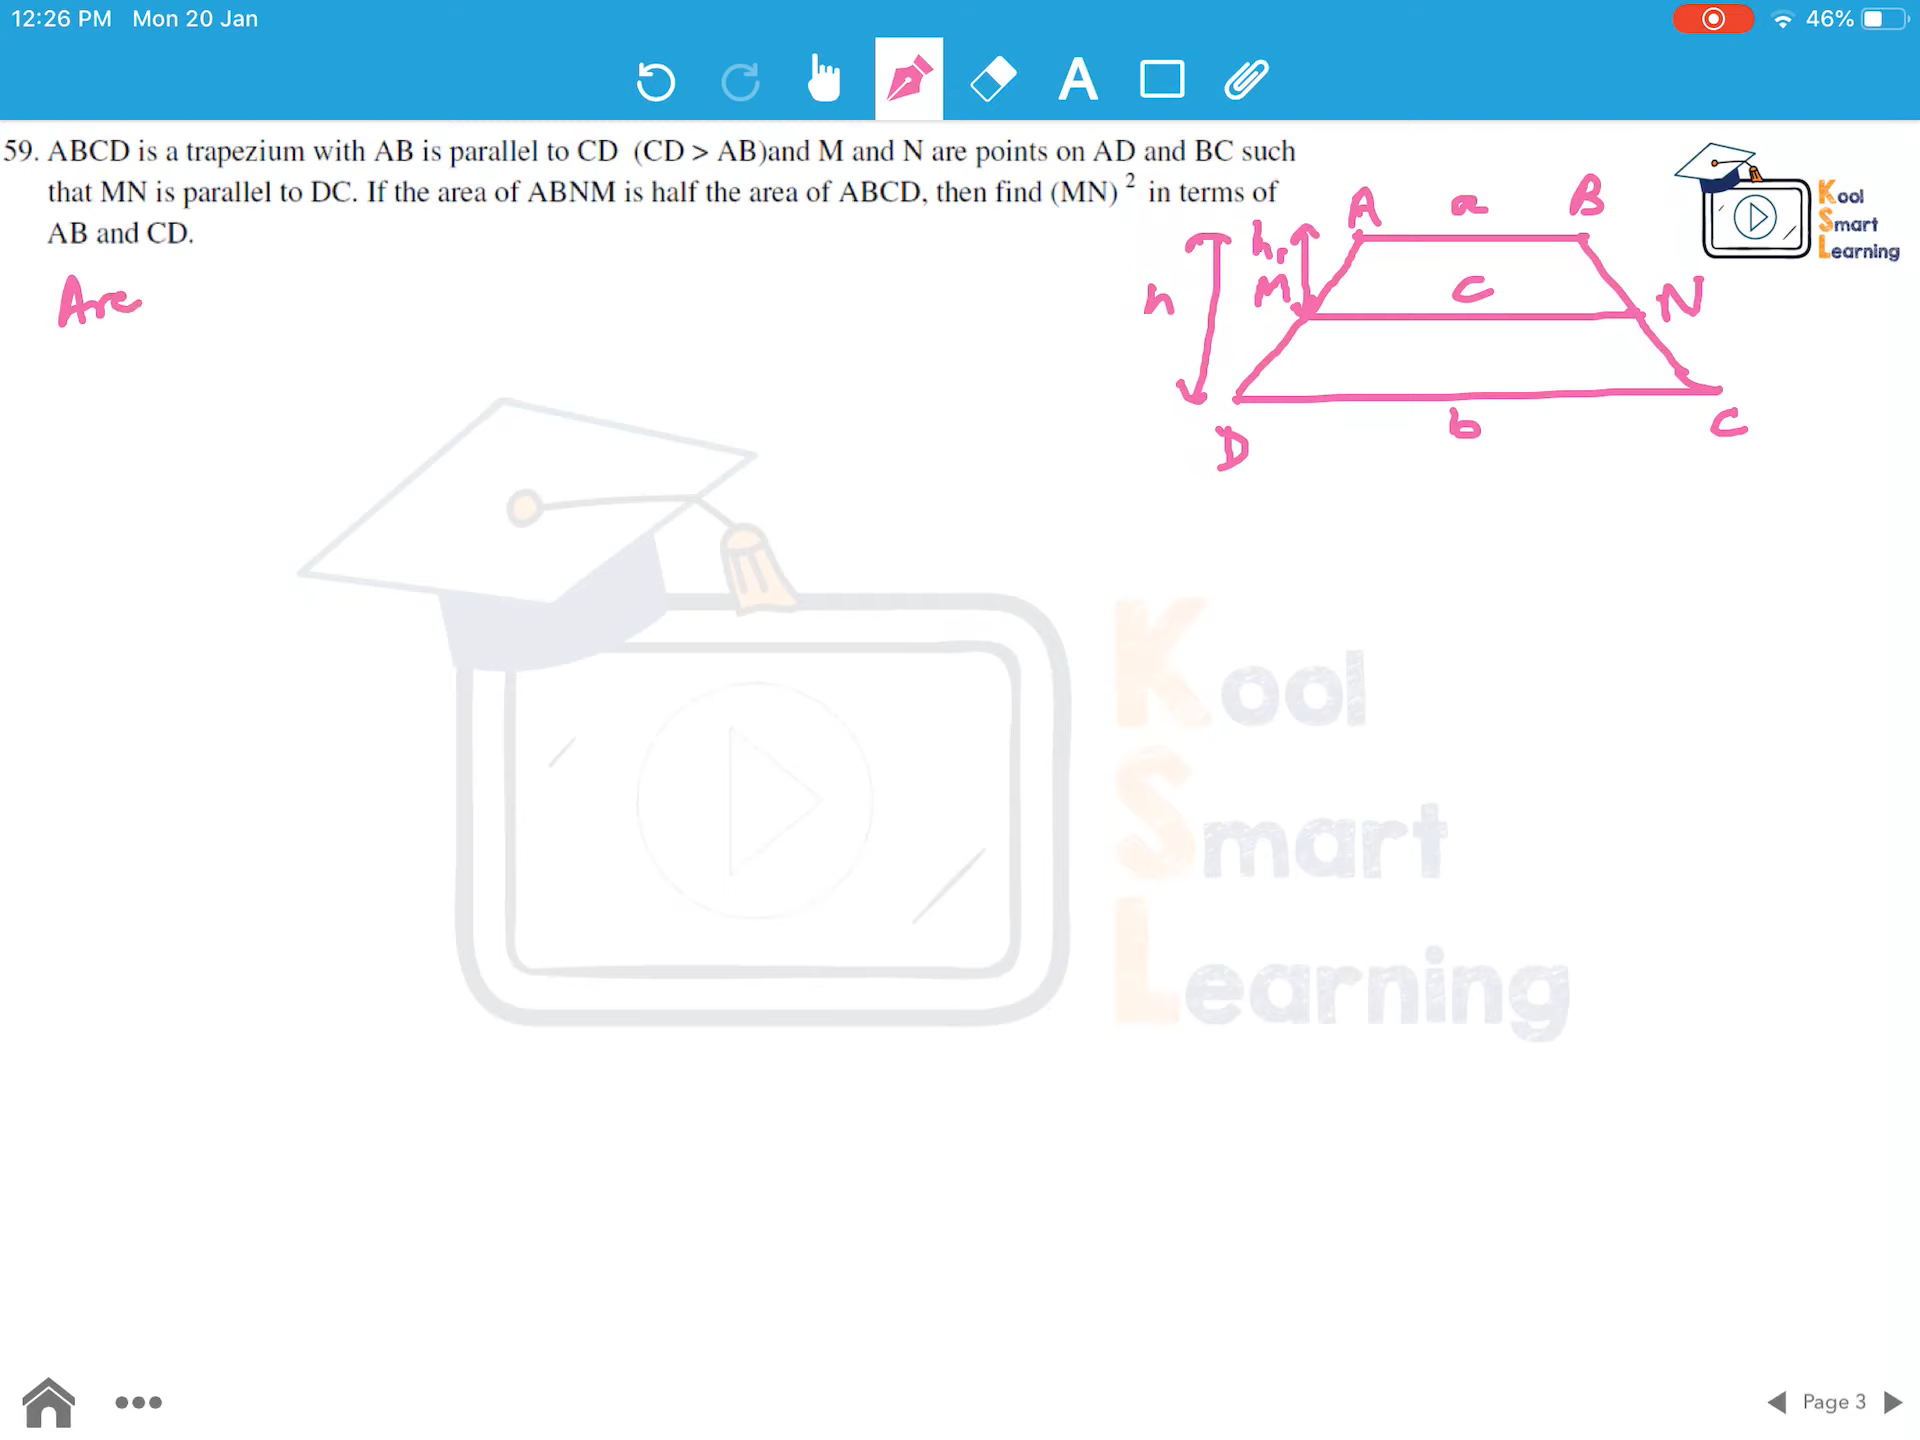 12:26 PM Mon 20 Jan
46%
59. ABCD is a trapezium with AB is parallel to CD (CD > AB)and M and N are points on AD and BC such
that MN is parallel to DC. If the area of ABNM is half the area of ABCD, then find (MN) ² in terms of
AB and CD.
Kool
Smart
Learning
A a B
h h₁
M C N
D b C
Are
Kool
Smart
Learning
Page 3